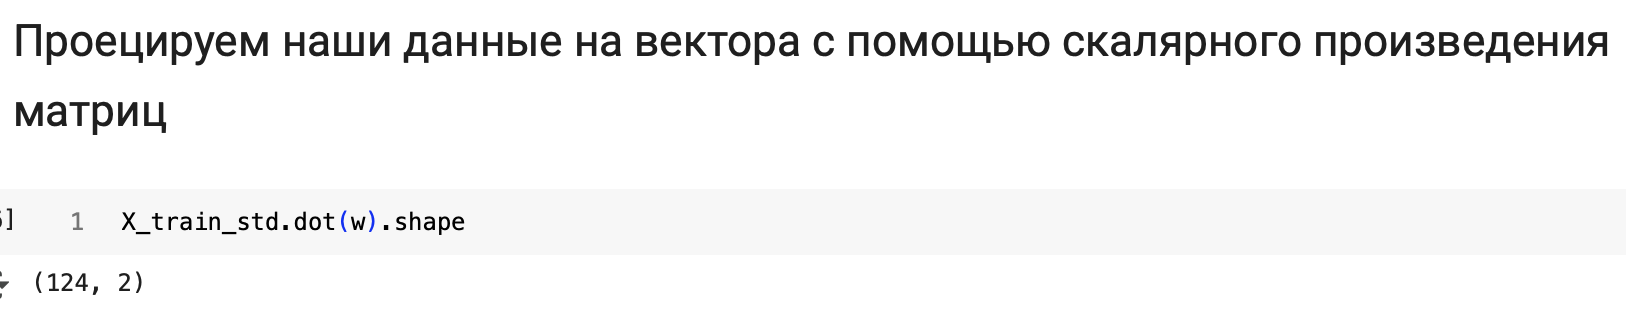 Проецируем наши данные на вектора с помощью скалярного произведения
матриц
1 X_train_std.dot(w).shape
(124, 2)